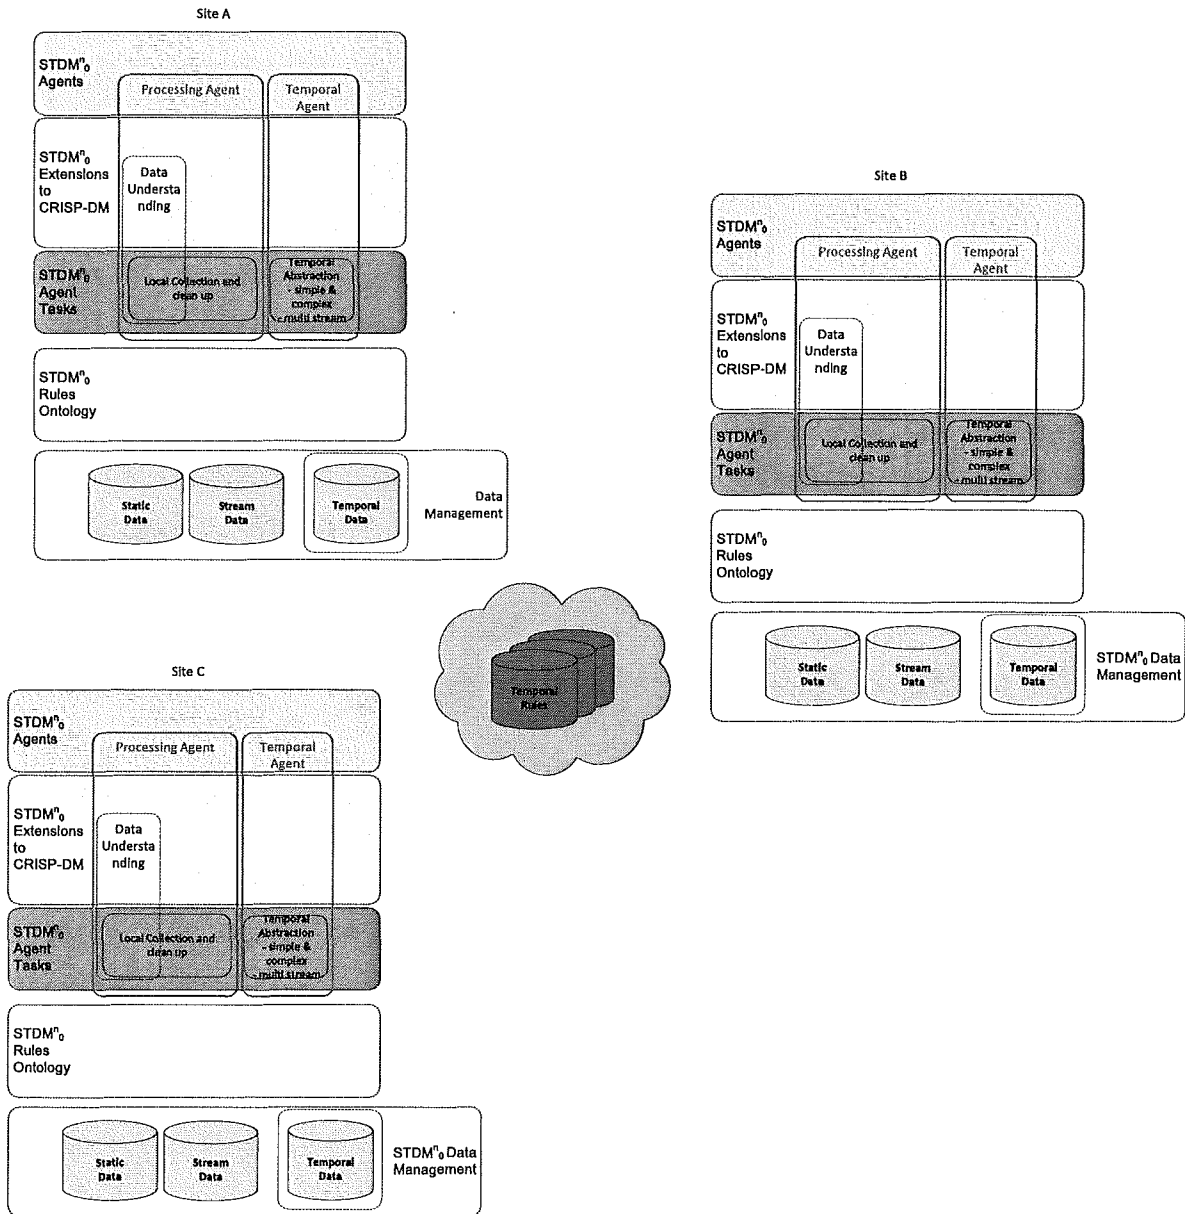 Site A
STDMⁿ₀
Agents
Processing Agent
Temporal
Agent
STDMⁿ₀
Extensions
to
CRISP-DM
Data
Understa
nding
STDMⁿ₀
Agent
Tasks
Local Collection and
clean up
Temporal
Abstraction
- simple &
complex
- multi stream
STDMⁿ₀
Rules
Ontology
Static
Data
Stream
Data
Temporal
Data
Data
Management
Site B
STDMⁿ₀
Agents
Processing Agent
Temporal
Agent
STDMⁿ₀
Extensions
to
CRISP-DM
Data
Understa
nding
STDMⁿ₀
Agent
Tasks
Local Collection and
clean up
Temporal
Abstraction
- simple &
complex
- multi stream
STDMⁿ₀
Rules
Ontology
Static
Data
Stream
Data
Temporal
Data
STDMⁿ₀ Data
Management
Temporal
Rules
Site C
STDMⁿ₀
Agents
Processing Agent
Temporal
Agent
STDMⁿ₀
Extensions
to
CRISP-DM
Data
Understa
nding
STDMⁿ₀
Agent
Tasks
Local Collection and
clean up
Temporal
Abstraction
- simple &
complex
- multi stream
STDMⁿ₀
Rules
Ontology
Static
Data
Stream
Data
Temporal
Data
STDMⁿ₀ Data
Management